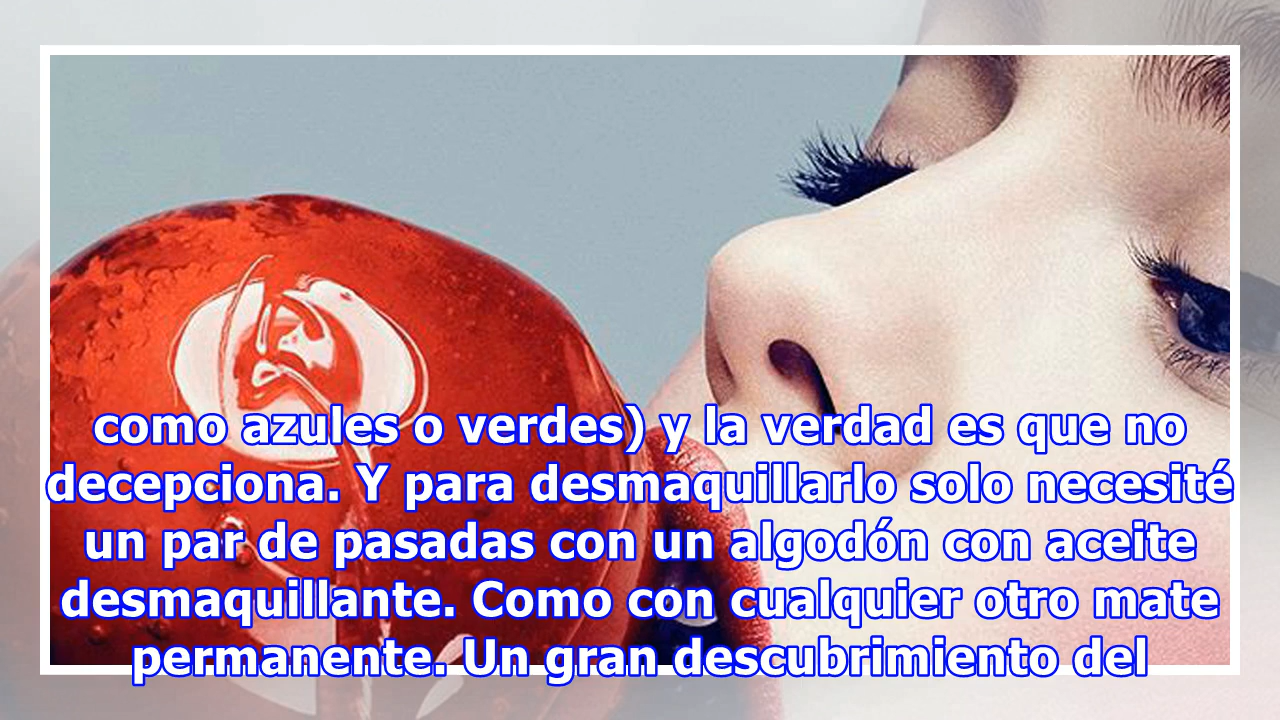 como azules o verdes) y la verdad es que no
decepciona. Y para desmaquillarlo solo necesité
un par de pasadas con un algodón con aceite
desmaquillante. Como con cualquier otro mate
permanente. Un gran descubrimiento del